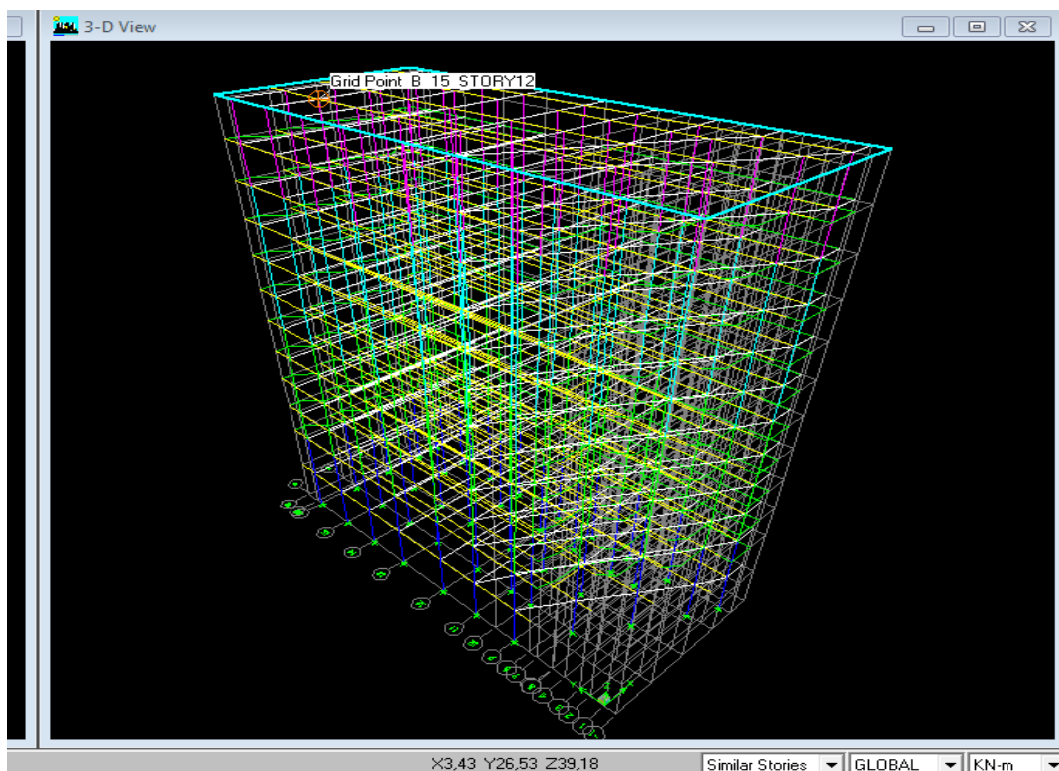 3-D View
Grid Point B 15 STORY12
X3,43 Y26,53 Z39,18
Similar Stories
GLOBAL
KN-m